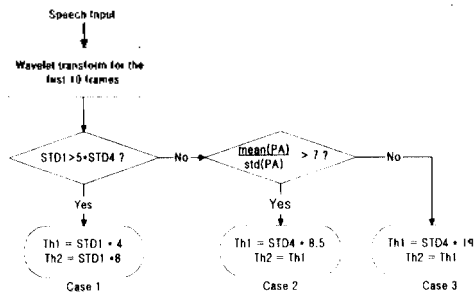 Speech Input
Wavelet transform for the
first 10 frames
STD1>5*STD4 ?
No
mean(PA)
std(PA)
> 7 ?
No
Yes
Yes
Th1 = STD1 * 4
Th2 = STD1 *8
Th1 = STD4 * 8.5
Th2 = Th1
Th1 = STD4 * 19
Th2 = Th1
Case 1
Case 2
Case 3